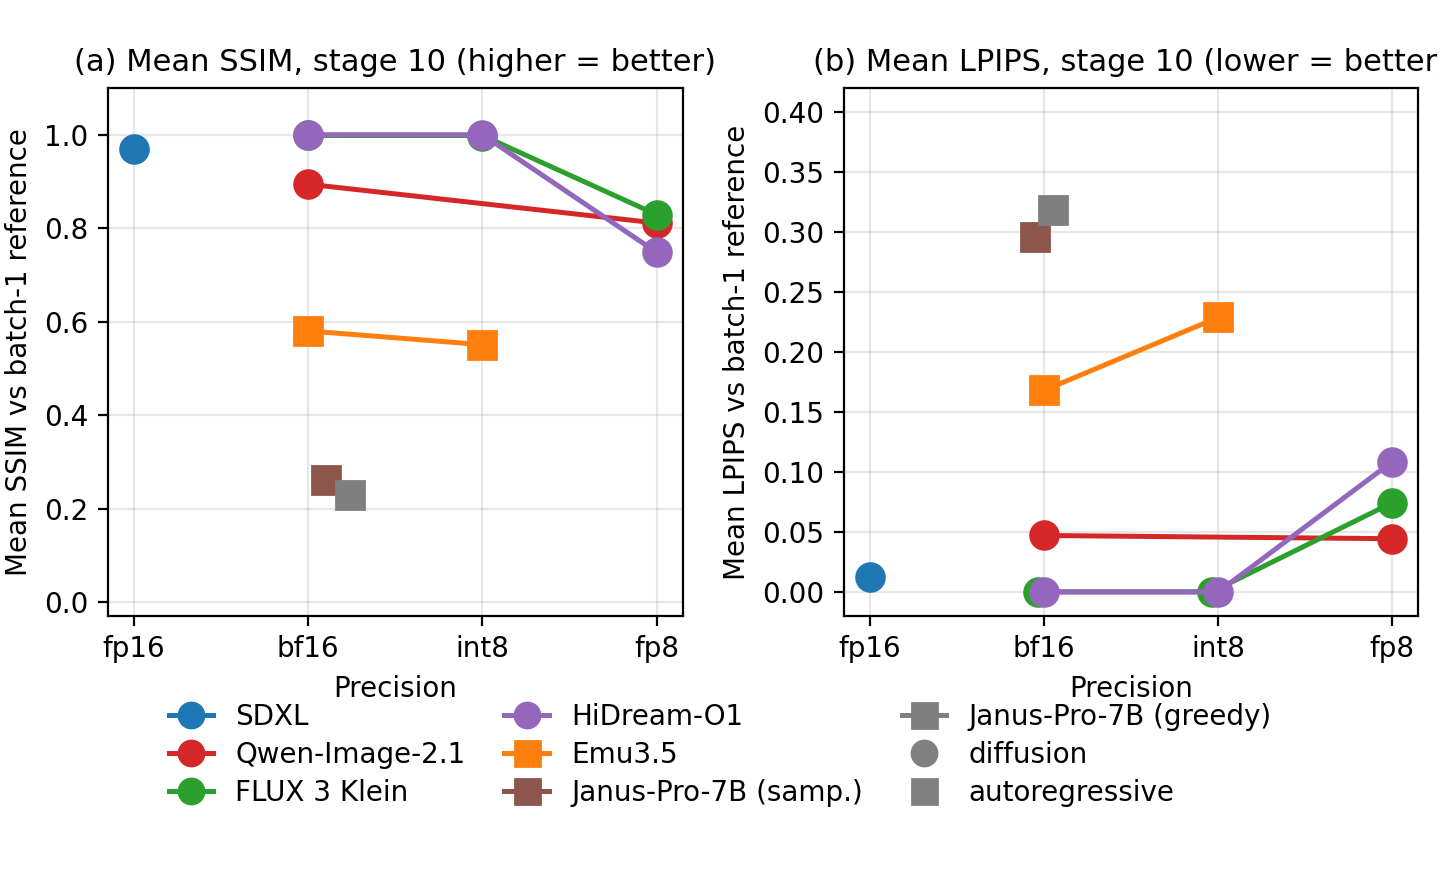 (a) Mean SSIM, stage 10 (higher = better)
Mean SSIM vs batch-1 reference
1.0
0.8
0.6
0.4
0.2
0.0
fp16 bf16 int8 fp8
Precision
(b) Mean LPIPS, stage 10 (lower = better
Mean LPIPS vs batch-1 reference
0.40
0.35
0.30
0.25
0.20
0.15
0.10
0.05
0.00
fp16 bf16 int8 fp8
Precision
SDXL
Qwen-Image-2.1
FLUX 3 Klein
HiDream-O1
Emu3.5
Janus-Pro-7B (samp.)
Janus-Pro-7B (greedy)
diffusion
autoregressive